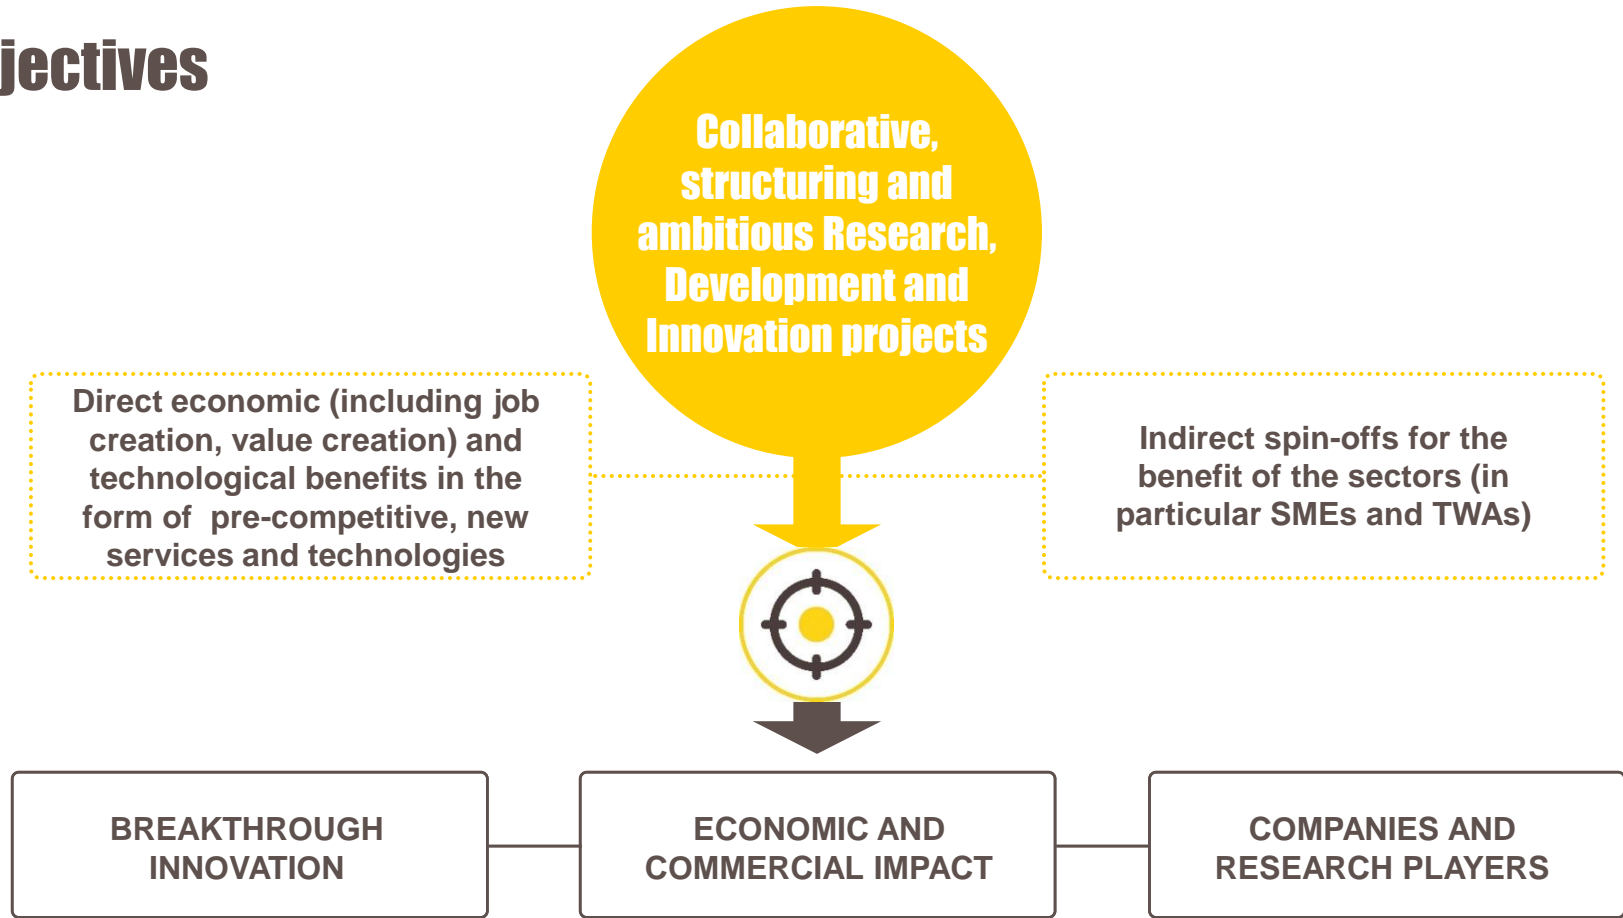 jectives
Collaborative,
structuring and
ambitious Research,
Development and
Innovation projects
Direct economic (including job
creation, value creation) and
technological benefits in the
form of pre-competitive, new
services and technologies
Indirect spin-offs for the
benefit of the sectors (in
particular SMEs and TWAs)
BREAKTHROUGH
INNOVATION
ECONOMIC AND
COMMERCIAL IMPACT
COMPANIES AND
RESEARCH PLAYERS